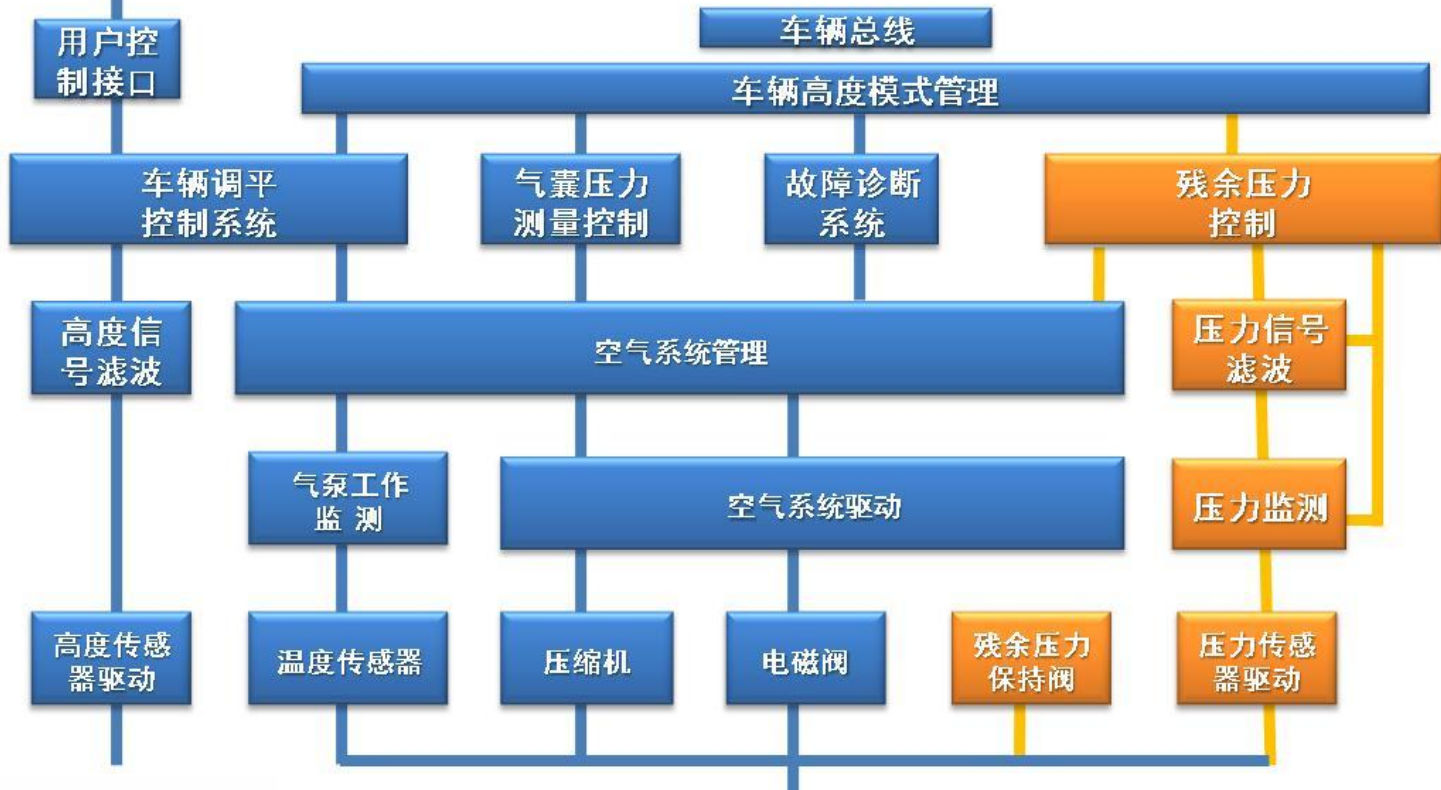 用户控
制接口
车辆总线
车辆高度模式管理
车辆调平
控制系统
气囊压力
测量控制
故障诊断
系统
残余压力
控制
高度信
号滤波
空气系统管理
压力信号
滤波
气泵工作
监 测
空气系统驱动
压力监测
高度传感
器驱动
温度传感器
压缩机
电磁阀
残余压力
保持阀
压力传感
器驱动